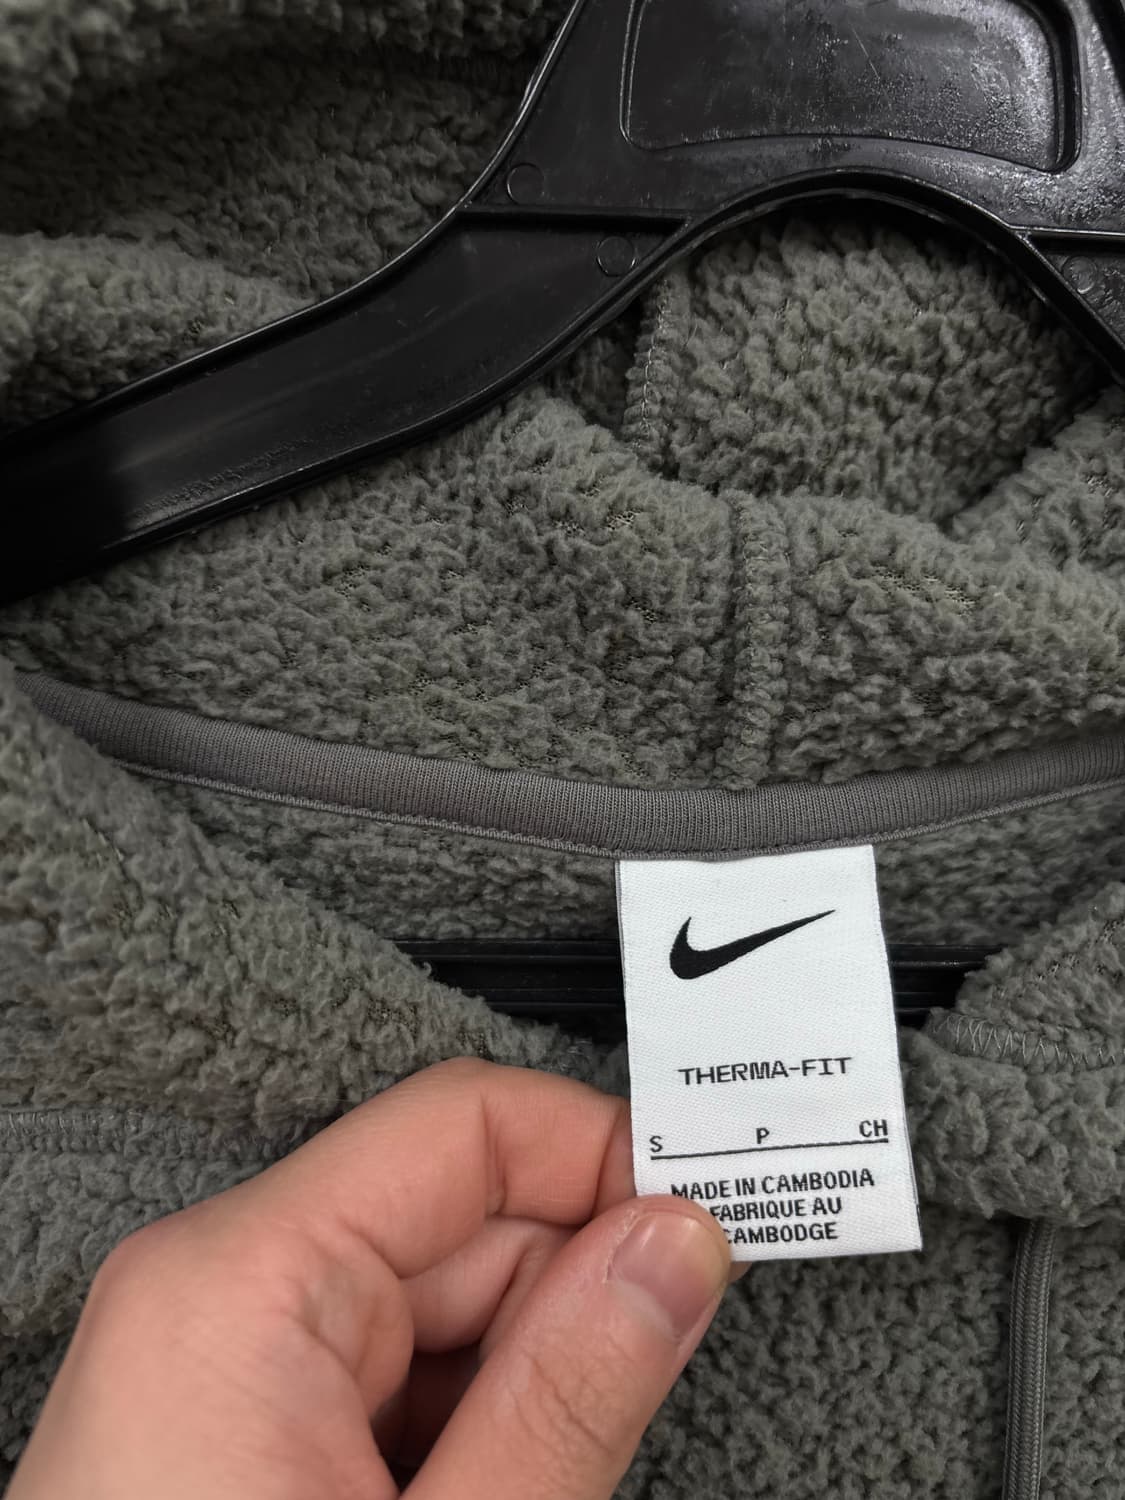 THERMA-FIT
S P CH
MADE IN CAMBODIA
FABRIQUE AU
CAMBODGE